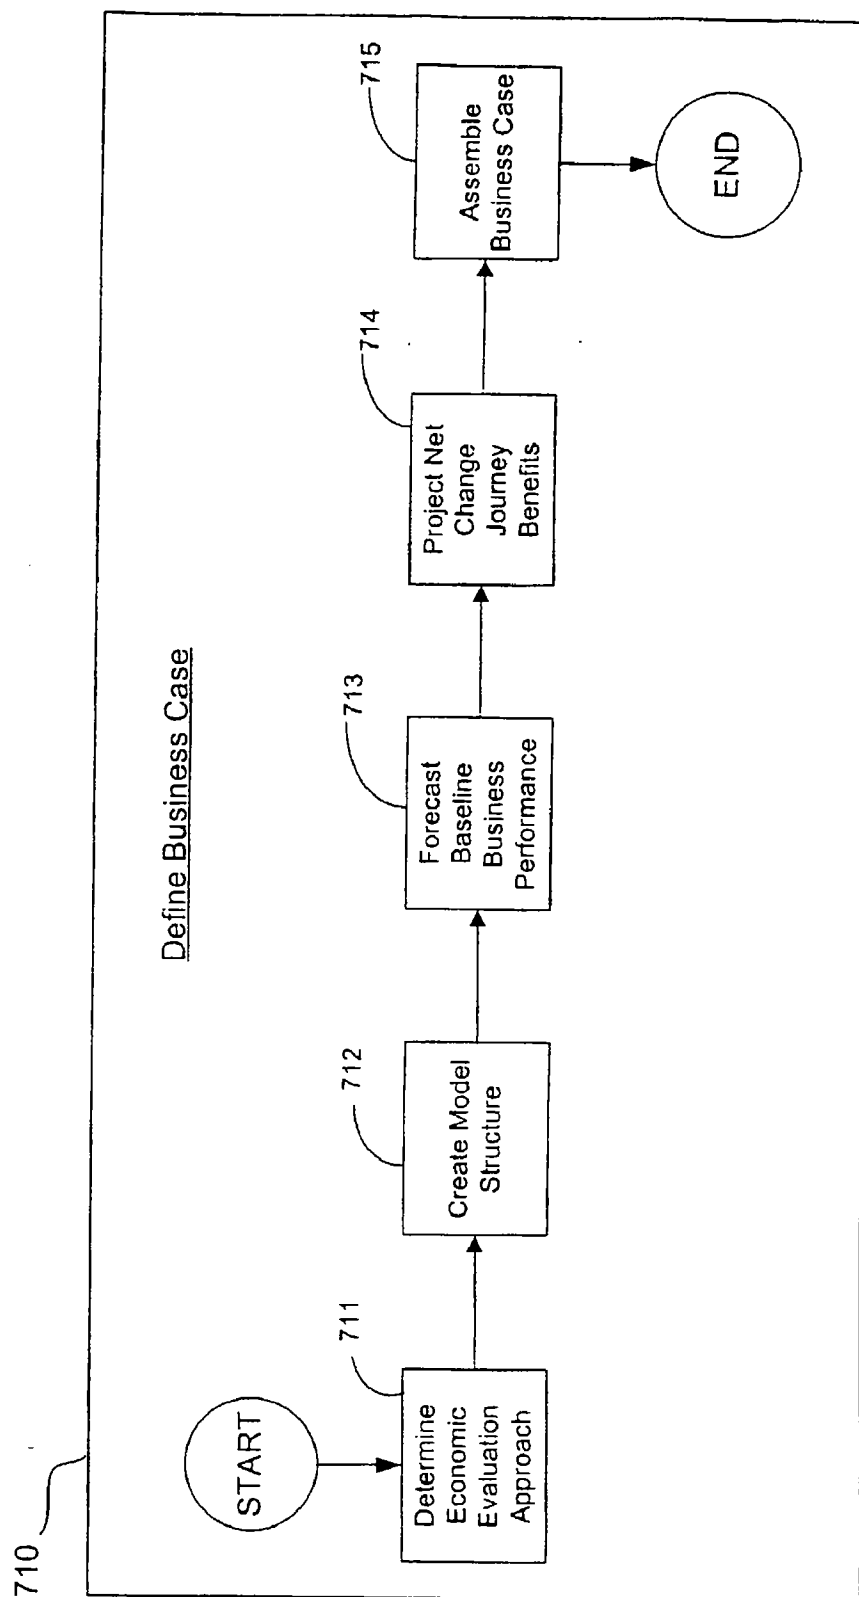 710
Define Business Case
START
711
Determine
Economic
Evaluation
Approach
712
Create Model
Structure
713
Forecast
Baseline
Business
Performance
714
Project Net
Change
Journey
Benefits
715
Assemble
Business Case
END